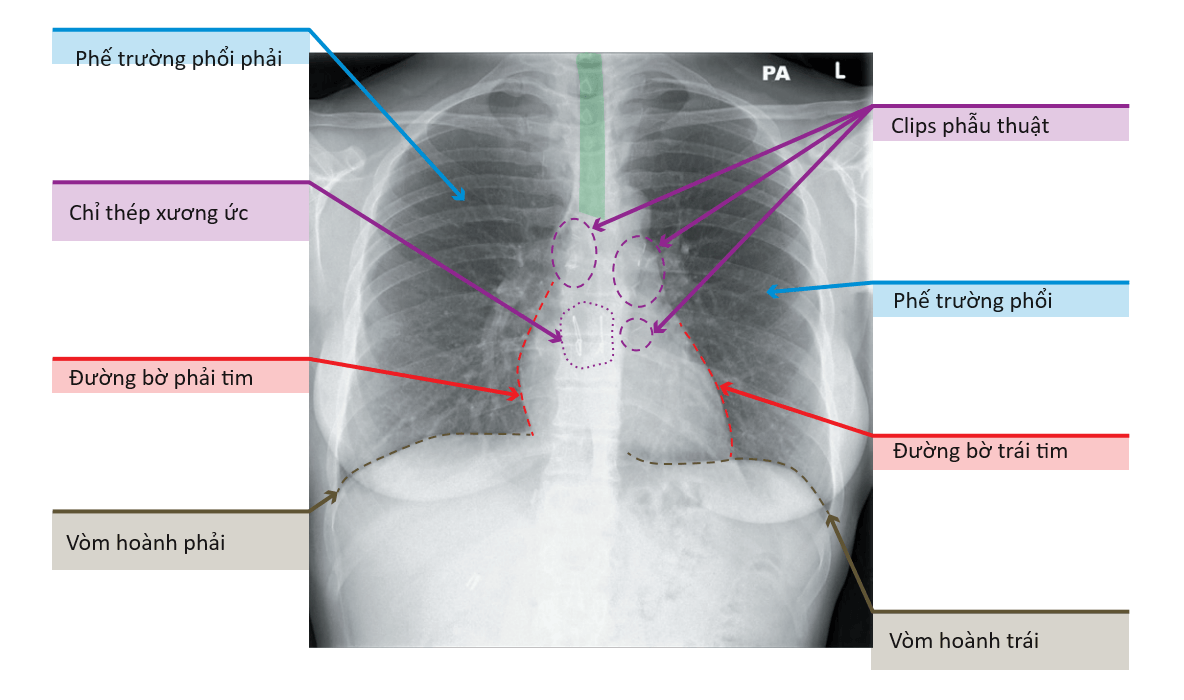 Phế trường phổi phải
PA
L
Clips phẫu thuật
Chỉ thép xương ức
Phế trường phổi
Đường bờ phải tim
Đường bờ trái tim
Vòm hoành phải
Vòm hoành trái